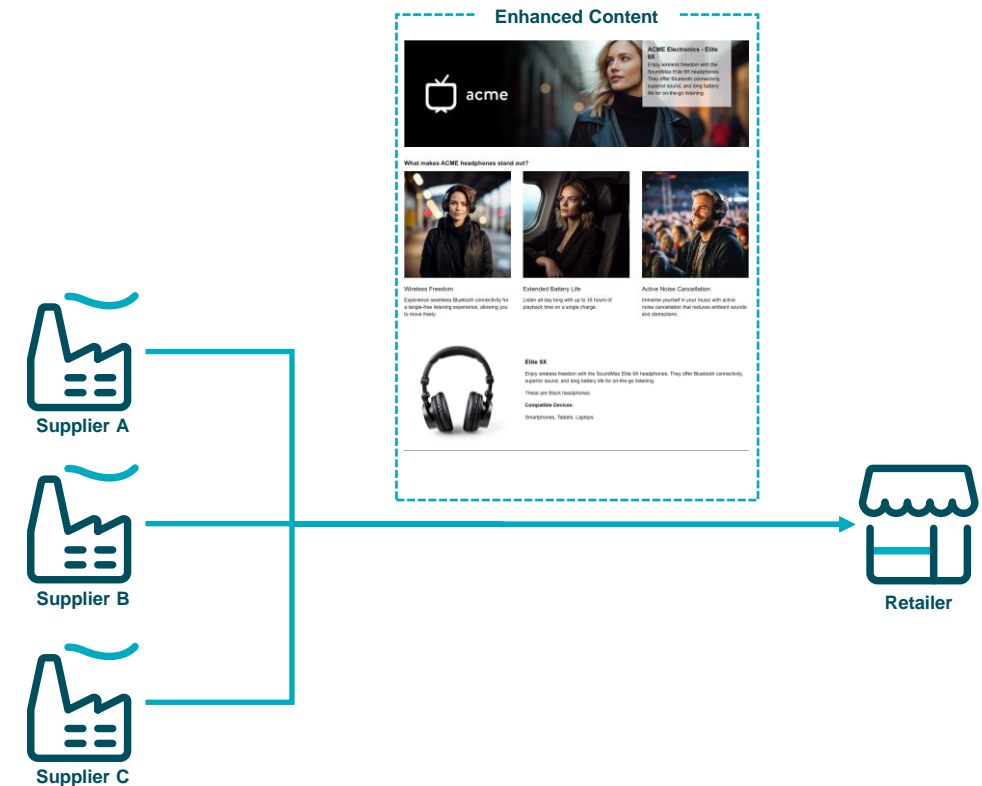 Enhanced Content
ACME Electronics - Elite
9X
Enjoy wireless freedom with the
SoundMax Elite 9X headphones.
They offer Bluetooth connectivity,
superior sound, and long battery
life for on-the-go listening.
acme
What makes ACME headphones stand out?
Wireless Freedom
Experience seamless Bluetooth connectivity for
a tangle-free listening experience, allowing you
to move freely.
Extended Battery Life
Listen all day long with up to 30 hours of
playback time on a single charge.
Active Noise Cancellation
Immerse yourself in your music with active
noise cancellation that reduces ambient sounds
and distractions.
Elite 9X
Enjoy wireless freedom with the SoundMax Elite 9X headphones. They offer Bluetooth connectivity,
superior sound, and long battery life for on-the-go listening.
These are Black headphones.
Compatible Devices:
Smartphones, Tablets, Laptops
Supplier A
Supplier B
Supplier C
Retailer